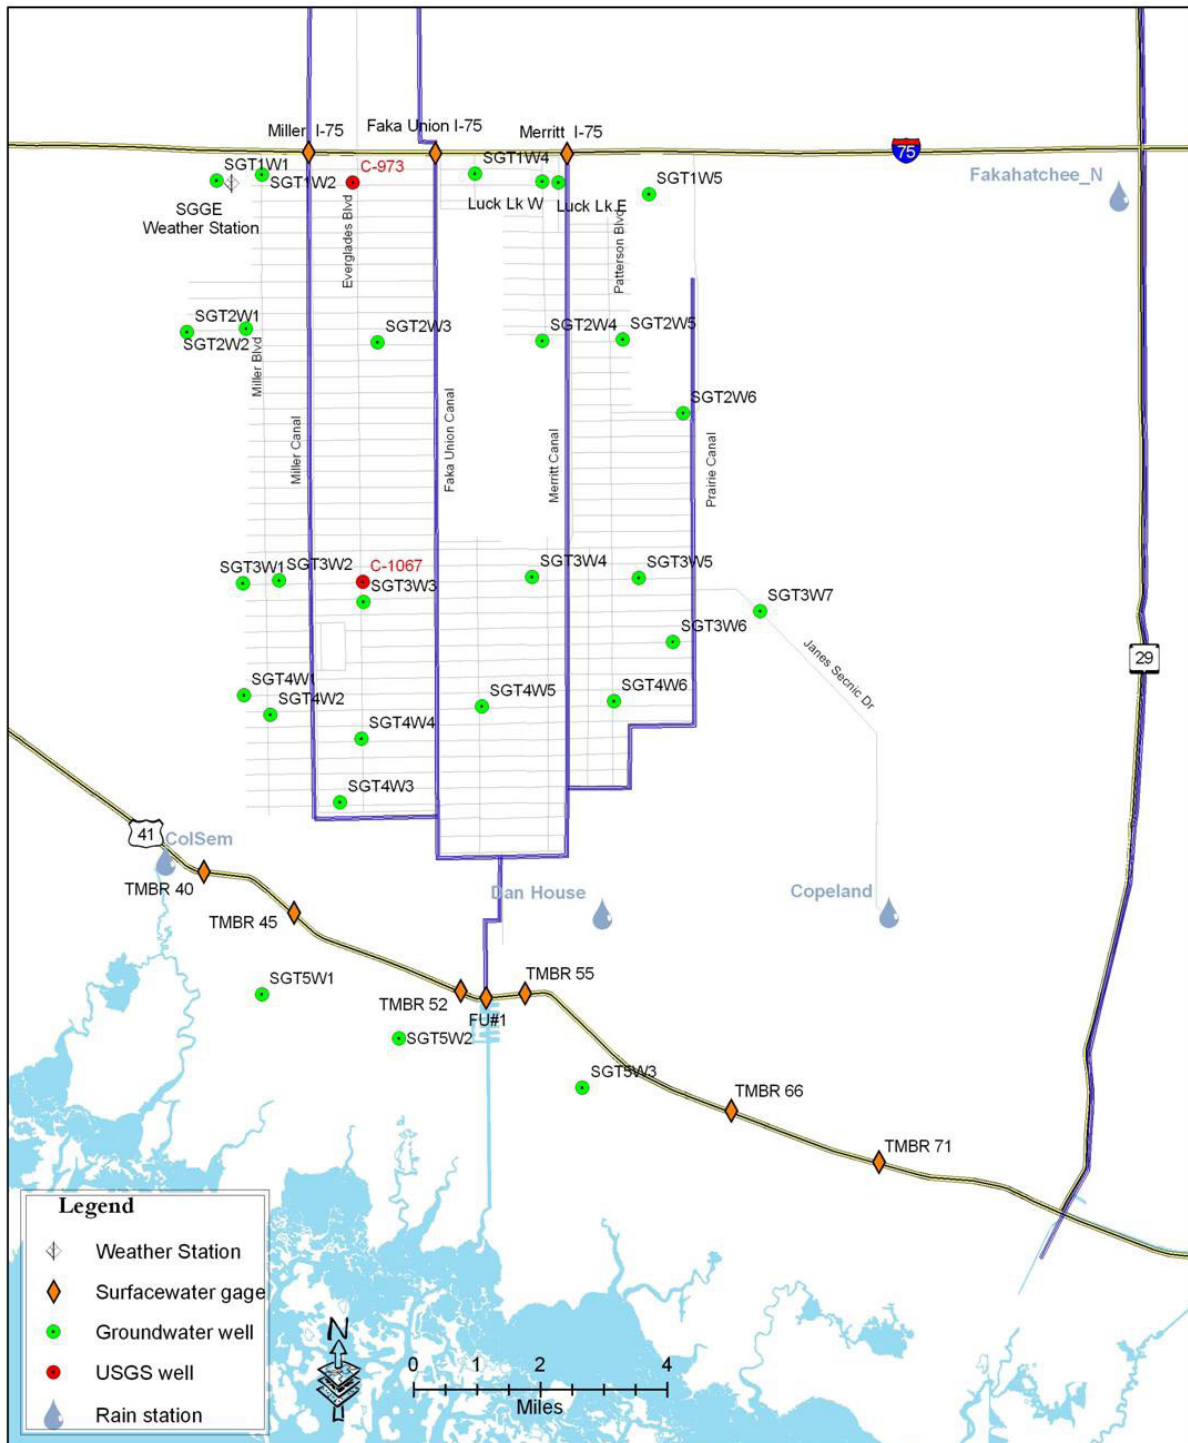 Miller I-75
Faka Union I-75
Merritt I-75
75
SGT1W1
SGT1W2
C-973
SGT1W4
Luck Lk W
Luck Lk E
SGT1W5
Fakahatchee_N
SGGE
Weather Station
Everglades Blvd
Patterson Blvd
SGT2W1
SGT2W2
SGT2W3
SGT2W4
SGT2W5
Miller Blvd
SGT2W6
Miller Canal
Faka Union Canal
Merritt Canal
Prairie Canal
SGT3W1
SGT3W2
C-1067
SGT3W3
SGT3W4
SGT3W5
SGT3W7
SGT3W6
Janes Secnic Dr
29
SGT4W1
SGT4W2
SGT4W5
SGT4W6
SGT4W4
SGT4W3
41
ColSem
TMBR 40
Dan House
Copeland
TMBR 45
SGT5W1
TMBR 52
FU#1
TMBR 55
SGT5W2
SGT5W3
TMBR 66
TMBR 71
Legend
Weather Station
Surfacewater gage
Groundwater well
USGS well
Rain station
N
0 1 2 4
Miles